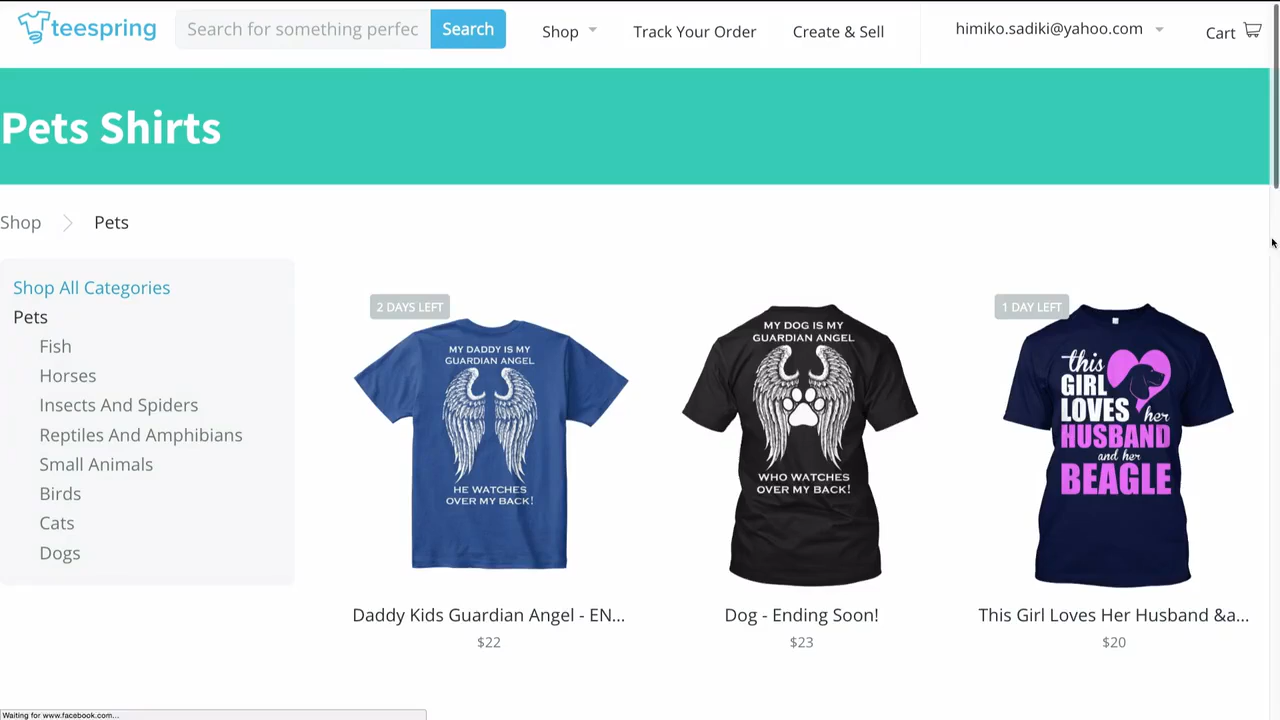 teespring
Search for something perfec
Search
Shop
Track Your Order
Create & Sell
himiko.sadiki@yahoo.com
Cart
Pets Shirts
Shop
Pets
Shop All Categories
Pets
Fish
Horses
Insects And Spiders
Reptiles And Amphibians
Small Animals
Birds
Cats
Dogs
2 DAYS LEFT
MY DADDY IS MY
GUARDIAN ANGEL
HE WATCHES
OVER MY BACK!
Daddy Kids Guardian Angel - EN...
$22
MY DOG IS MY
GUARDIAN ANGEL
WHO WATCHES
OVER MY BACK!
Dog - Ending Soon!
$23
1 DAY LEFT
this
GIRL
LOVES her
HUSBAND
and her
BEAGLE
This Girl Loves Her Husband &a...
$20
Waiting for www.facebook.com...